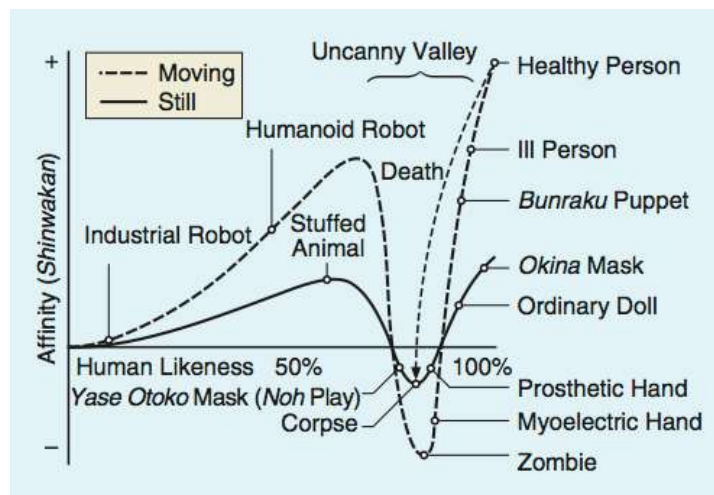 +
Moving
Still
Uncanny Valley
Healthy Person
Humanoid Robot
Ill Person
Death
Bunraku Puppet
Industrial Robot
Stuffed
Animal
Okina Mask
Ordinary Doll
Affinity (Shinwakan)
Human Likeness 50% 100%
Yase Otoko Mask (Noh Play)
Prosthetic Hand
Corpse
Myoelectric Hand
–
Zombie